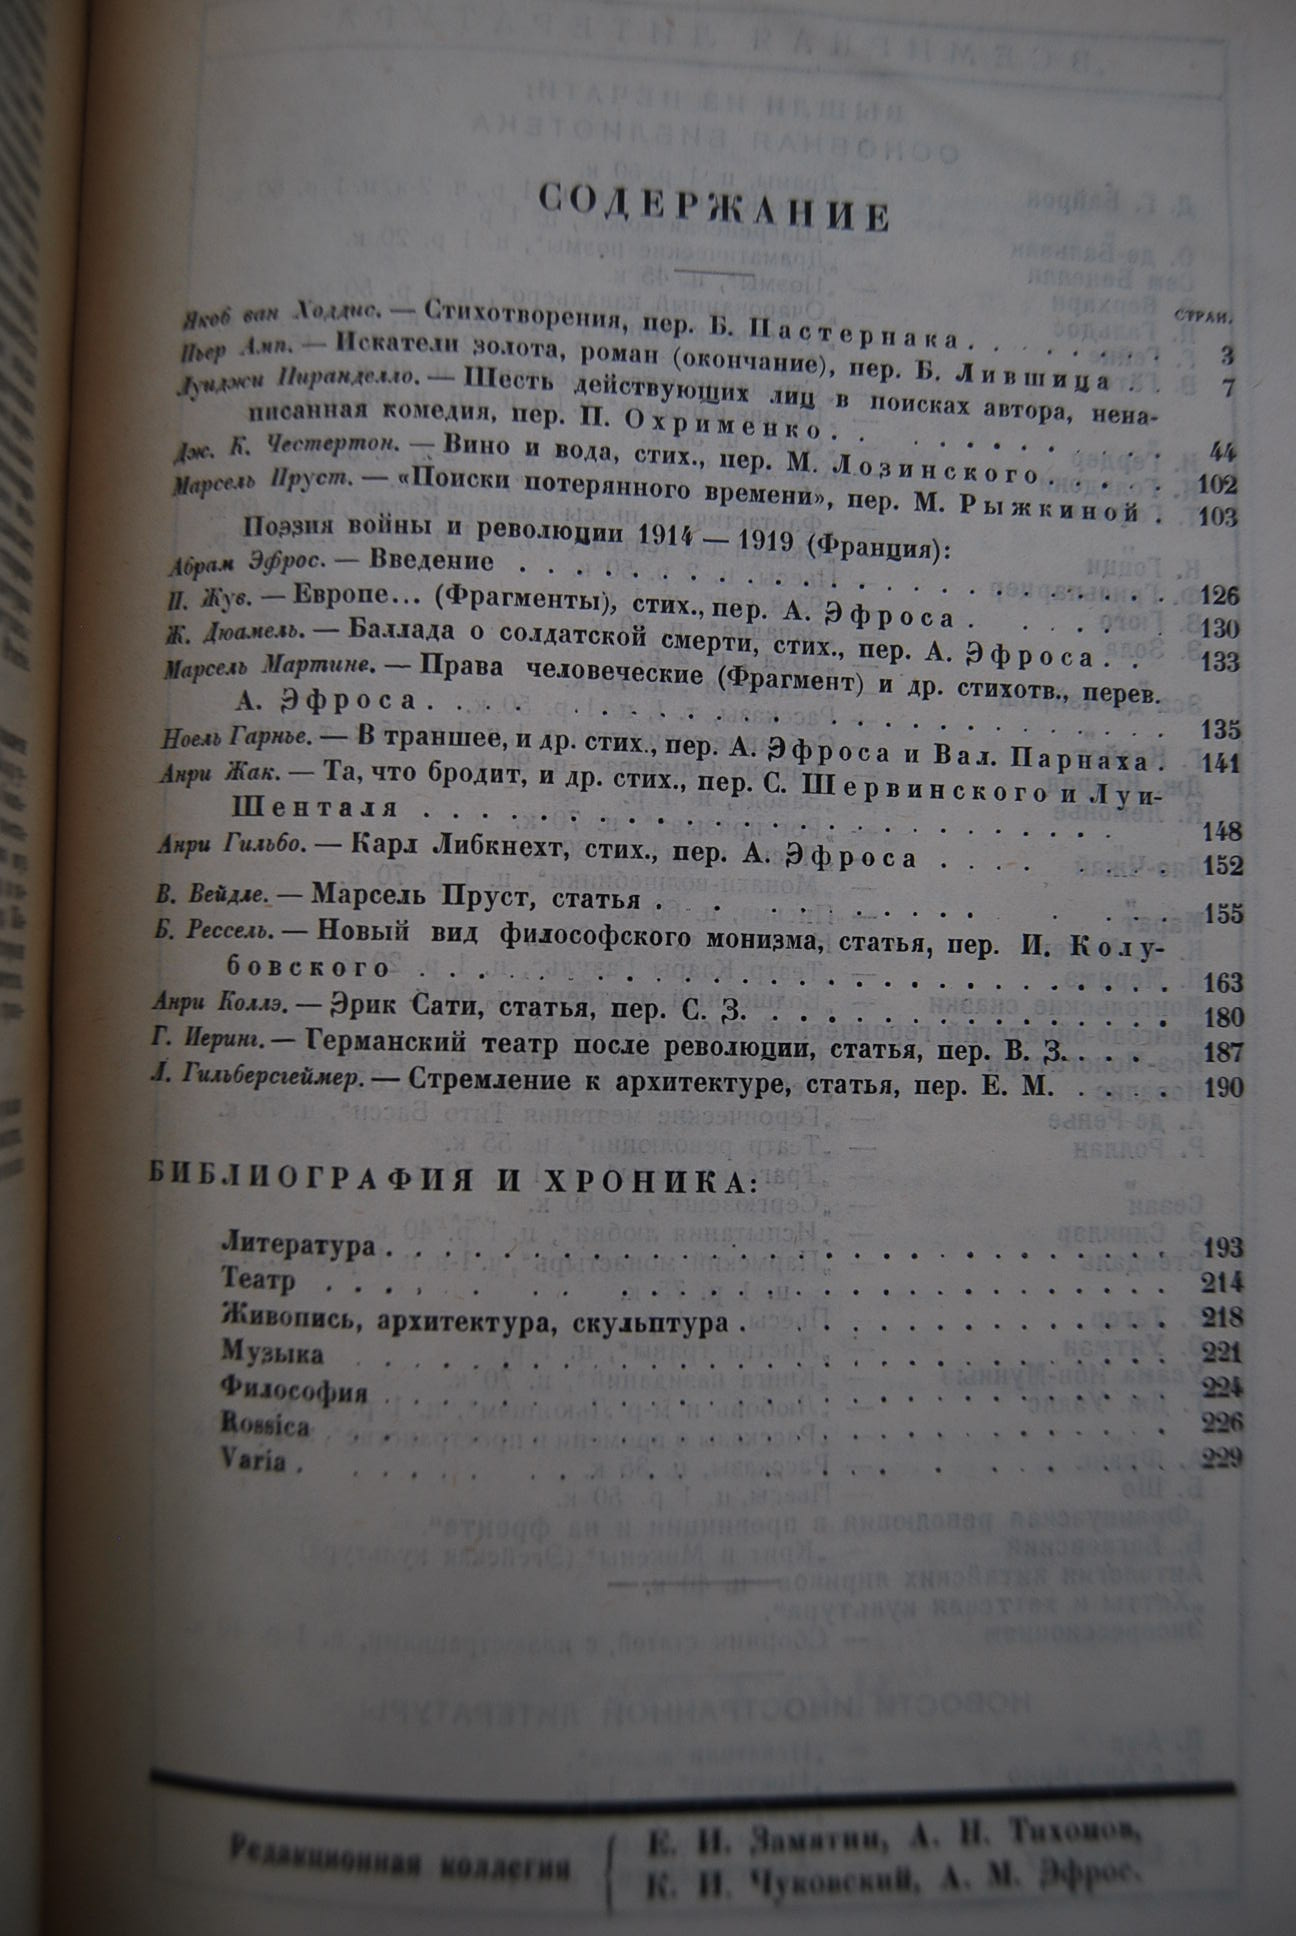 СОДЕРЖАНИЕ
СТРАН.
Якоб ван Ходдис. — Стихотворения, пер. Б. Пастернака. . . . . . . . 3
Пьер Амп. — Искатели золота, роман (окончание), пер. Б. Лившица . . 7
Луиджи Пиранделло. — Шесть действующих лиц в поисках автора, нена-
писанная комедия, пер. П. Охрименко . . . . . . . . . . . 44
Дж. К. Честертон. — Вино и вода, стих., пер. М. Лозинского . . . . . 102
Марсель Пруст. — «Поиски потерянного времени», пер. М. Рыжкиной . 103
Поэзия войны и революции 1914 — 1919 (Франция):
Абрам Эфрос. — Введение . . . . . . . . . . . . . . . . . . . 126
П. Жув. — Европе... (Фрагменты), стих., пер. А. Эфроса . . . . . 130
Ж. Дюамель. — Баллада о солдатской смерти, стих., пер. А. Эфроса . . 133
Марсель Мартине. — Права человеческие (Фрагмент) и др. стихотв., перев.
А. Эфроса . . . . . . . . . . . . . . . . . . . . . 135
Ноель Гарнье. — В траншее, и др. стих., пер. А. Эфроса и Вал. Парнаха . 141
Анри Жак. — Та, что бродит, и др. стих., пер. С. Шервинского и Луи-
Шенталя . . . . . . . . . . . . . . . . . . . . 148
Анри Гильбо. — Карл Либкнехт, стих., пер. А. Эфроса . . . . . . . . 152
В. Вейдле. — Марсель Пруст, статья . . . . . . . . . . . . . . 155
Б. Рессель. — Новый вид философского монизма, статья, пер. И. Колу-
бовского . . . . . . . . . . . . . . . . . . . . . 163
Анри Коллэ. — Эрик Сати, статья, пер. С. З. . . . . . . . . . . . . . . 180
Г. Иеринг. — Германский театр после революции, статья, пер. В. З. . . . 187
Л. Гильберсгеймер. — Стремление к архитектуре, статья, пер. Е. М. . . . . 190
БИБЛИОГРАФИЯ И ХРОНИКА:
Литература . . . . . . . . . . . . . . . . . . . . . . . . 193
Театр . . . . . . . . . . . . . . . . . . . . . . . . 214
Живопись, архитектура, скульптура . . . . . . . . . . . . . 218
Музыка . . . . . . . . . . . . . . . . . . . . . . . . 221
Философия . . . . . . . . . . . . . . . . . . . . . . . 224
Rossica . . . . . . . . . . . . . . . . . . . . . . . . 226
Varia . . . . . . . . . . . . . . . . . . . . . . . . 229
Редакционная коллегия { Е. И. Замятин, А. Н. Тихонов,
К. И. Чуковский, А. М. Эфрос.